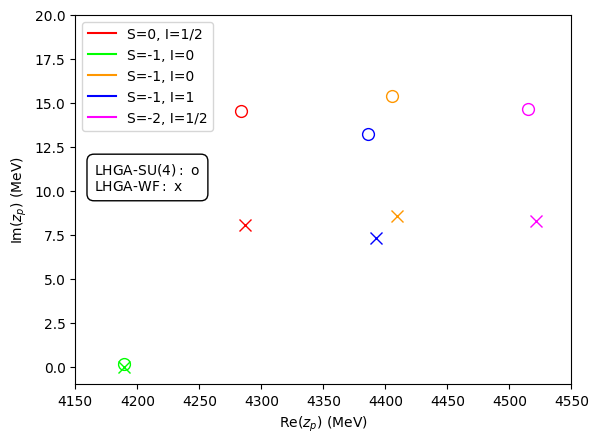 20.0
17.5
15.0
12.5
10.0
7.5
5.0
2.5
0.0
Im(z_p) (MeV)
S=0, I=1/2
S=-1, I=0
S=-1, I=0
S=-1, I=1
S=-2, I=1/2
LHGA-SU(4) : o
LHGA-WF : x
4150 4200 4250 4300 4350 4400 4450 4500 4550
Re(z_p) (MeV)